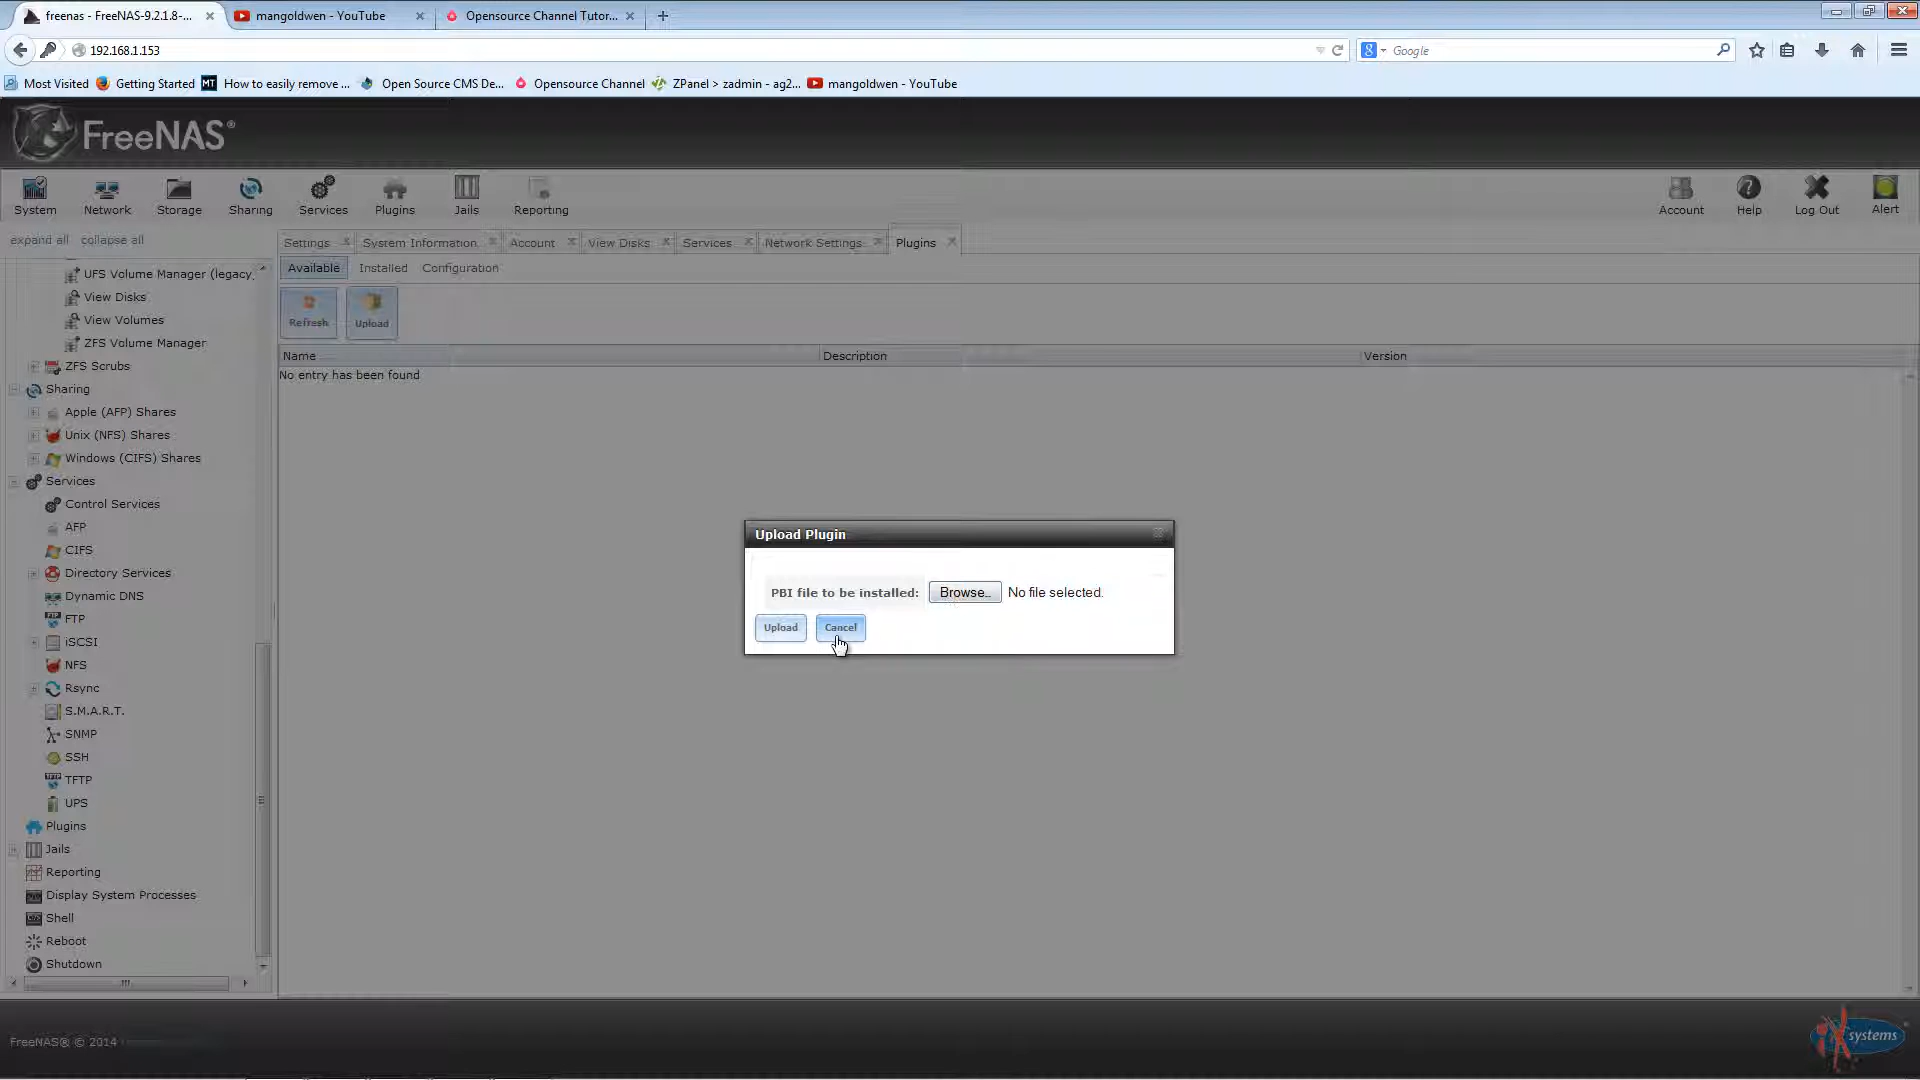 freenas - FreeNAS-9.2.1.8-... mangoldwen - YouTube Opensource Channel Tutor...
192.168.1.153 Google
Most Visited Getting Started How to easily remove ... Open Source CMS De... Opensource Channel ZPanel > zadmin - ag2... mangoldwen - YouTube
FreeNAS®
System Network Storage Sharing Services Plugins Jails Reporting Account Help Log Out Alert
expand all collapse all
Settings System Information Account View Disks Services Network Settings Plugins
Available Installed Configuration
Refresh Upload
Name Description Version
No entry has been found
UFS Volume Manager (legacy
View Disks
View Volumes
ZFS Volume Manager
ZFS Scrubs
Sharing
Apple (AFP) Shares
Unix (NFS) Shares
Windows (CIFS) Shares
Services
Control Services
AFP
CIFS
Directory Services
Dynamic DNS
FTP
iSCSI
NFS
Rsync
S.M.A.R.T.
SNMP
SSH
TFTP
UPS
Plugins
Jails
Reporting
Display System Processes
Shell
Reboot
Shutdown
Upload Plugin
PBI file to be installed: Browse... No file selected.
Upload Cancel
FreeNAS® © 2014
iX systems